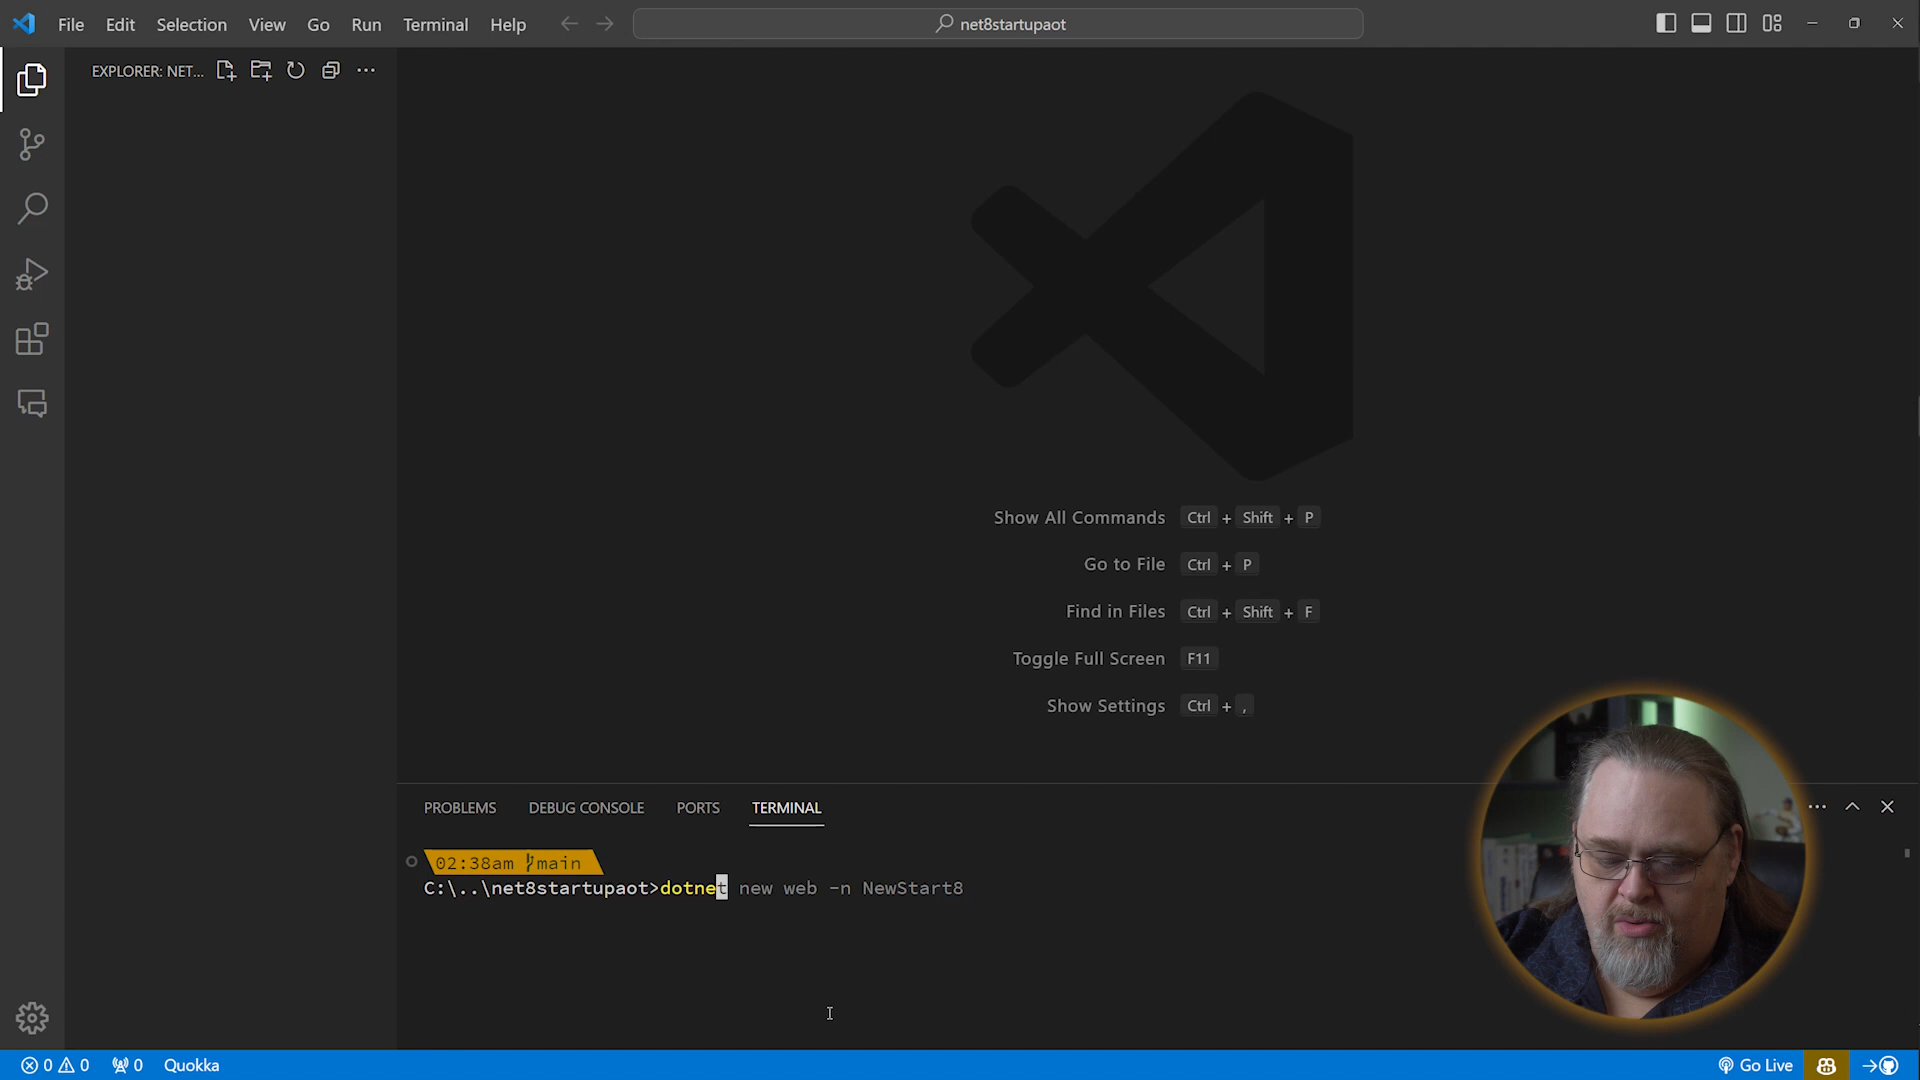 File Edit Selection View Go Run Terminal Help
net8startupaot
EXPLORER: NET...
Show All Commands Ctrl + Shift + P
Go to File Ctrl + P
Find in Files Ctrl + Shift + F
Toggle Full Screen F11
Show Settings Ctrl + ,
PROBLEMS DEBUG CONSOLE PORTS TERMINAL
02:38am main
C:\..\net8startupaot>dotnet new web -n NewStart8
0 0 0 Quokka Go Live